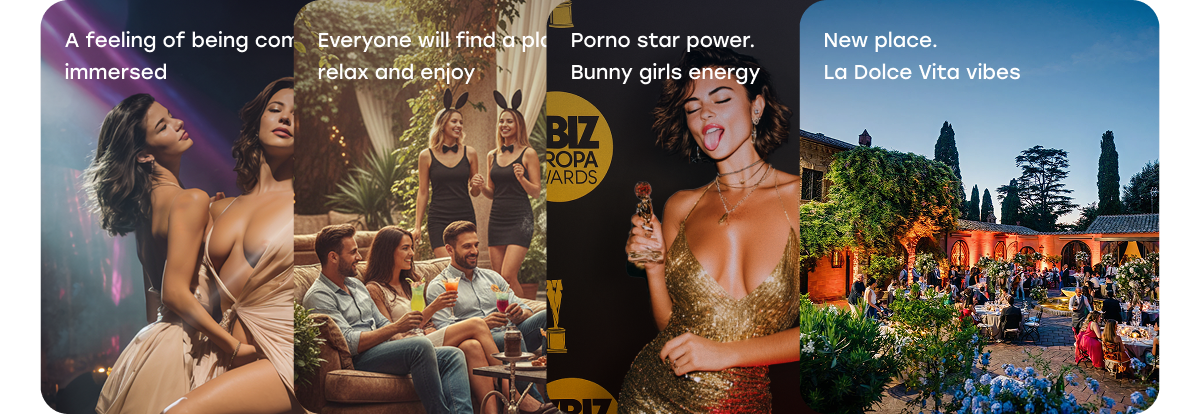 A feeling of being com
immersed
Everyone will find a plo
relax and enjoy
Porno star power.
Bunny girls energy
New place.
La Dolce Vita vibes
BIZ
ROPA
WARDS